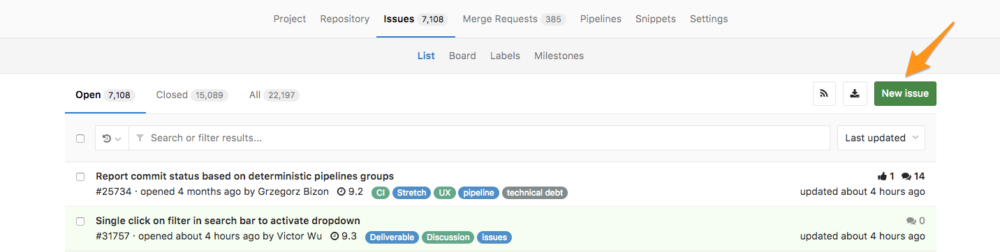 Project Repository Issues 7,108 Merge Requests 385 Pipelines Snippets Settings
List Board Labels Milestones
Open 7,108 Closed 15,089 All 22,197 New issue
Search or filter results... Last updated
Report commit status based on deterministic pipelines groups 1 14
#25734 · opened 4 months ago by Grzegorz Bizon 9.2 CI Stretch UX pipeline technical debt updated about 4 hours ago
Single click on filter in search bar to activate dropdown 0
#31757 · opened about 4 hours ago by Victor Wu 9.3 Deliverable Discussion issues updated about 4 hours ago